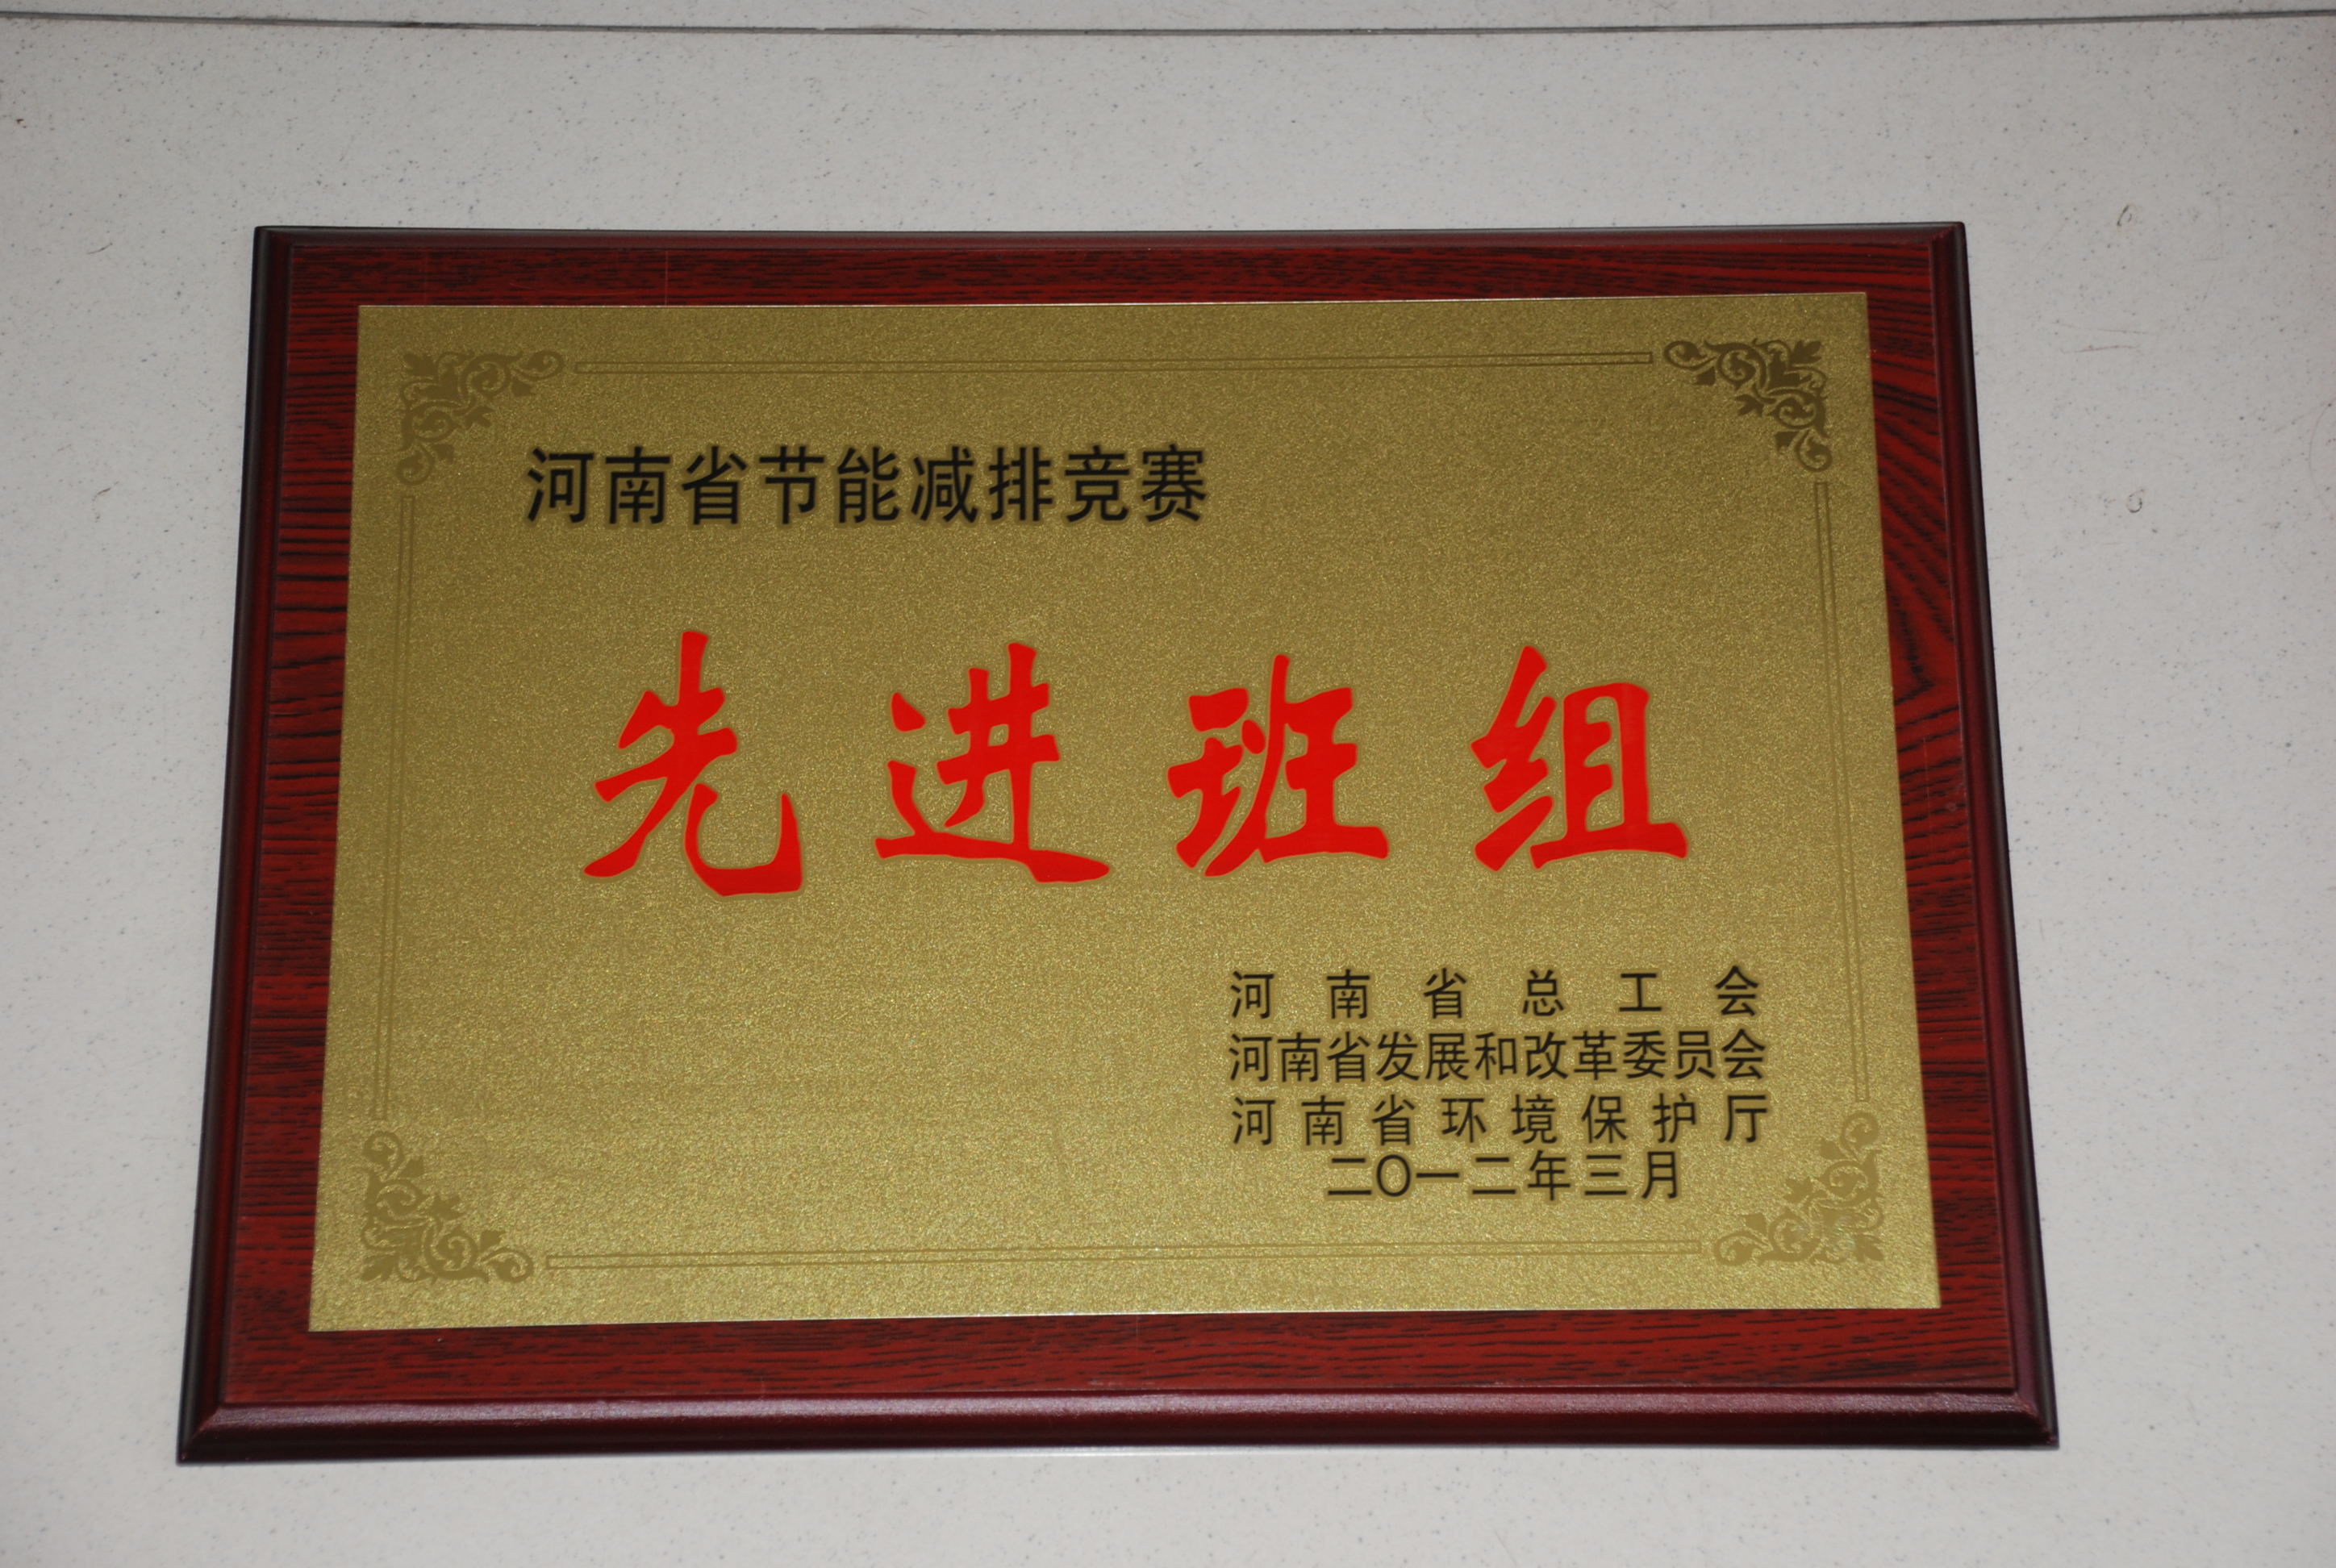 河南省节能减排竞赛
先进班组
河南省总工会
河南省发展和改革委员会
河南省环境保护厅
二〇一二年三月